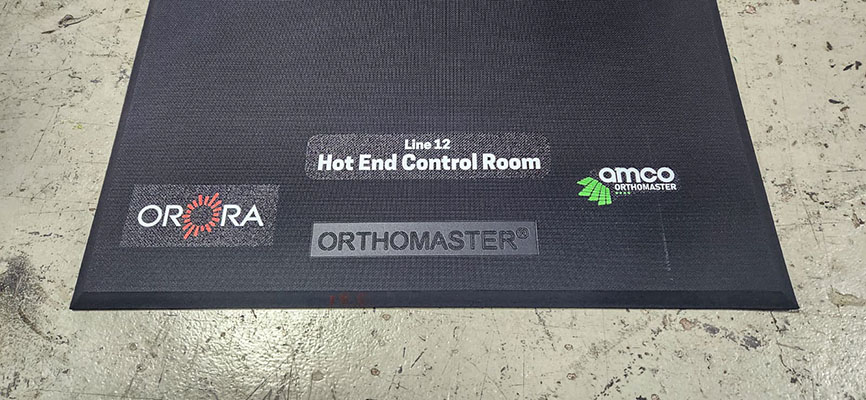 Line 12
Hot End Control Room
amco
ORTHOMASTER
ORORA
ORTHOMASTER®